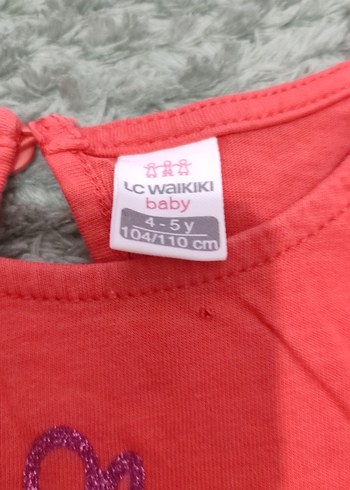 LC WAIKIKI
baby
4 - 5 y
104/110 cm